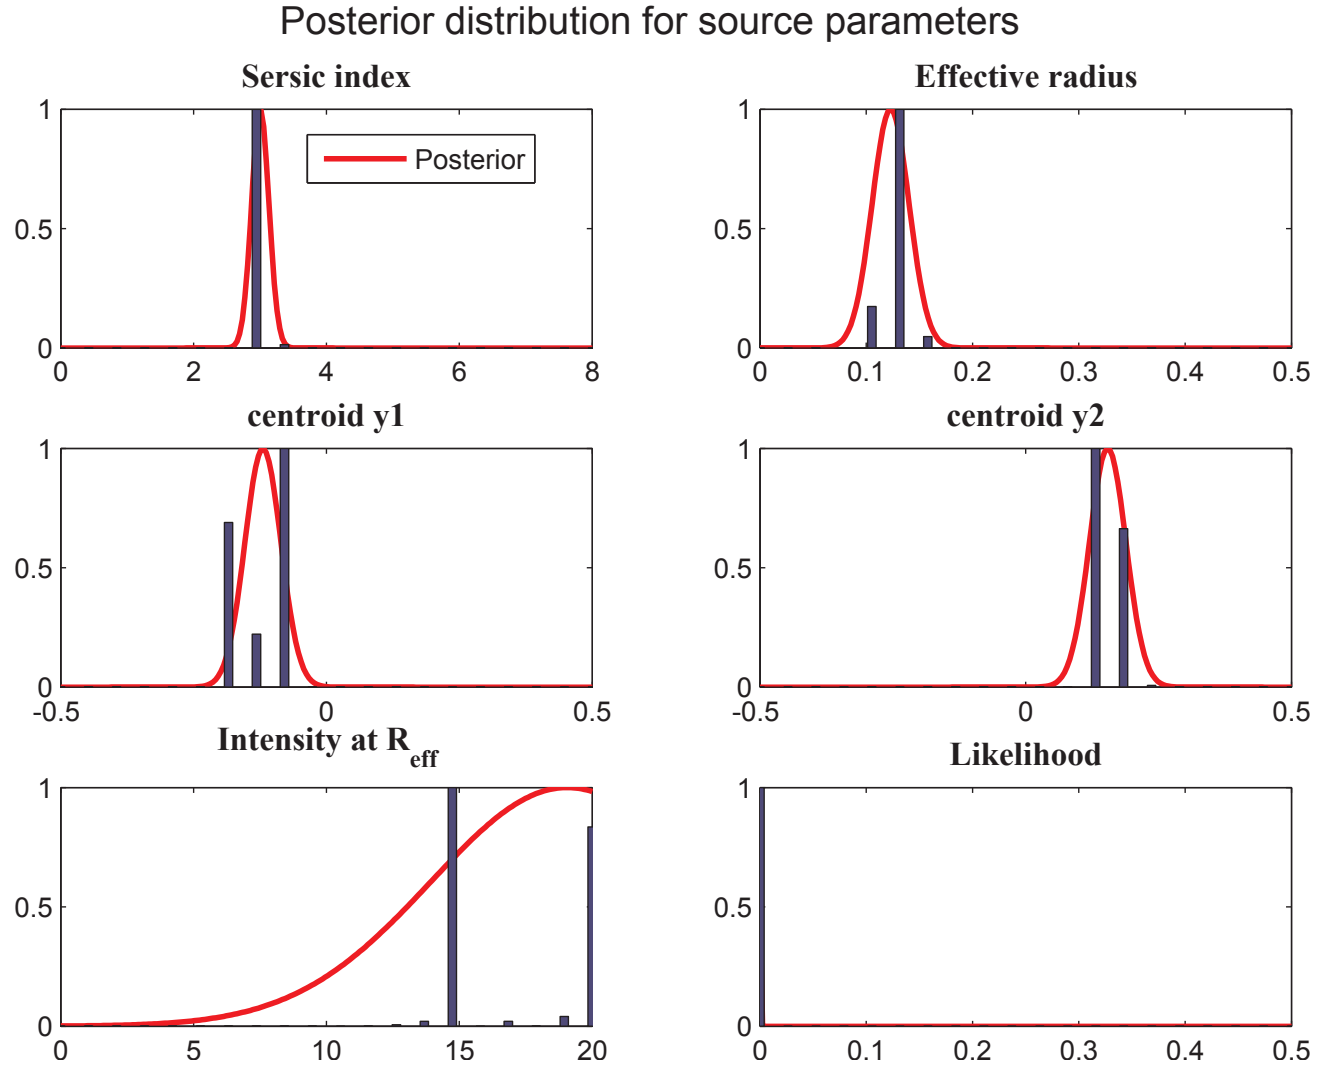 Posterior distribution for source parameters
Sersic index
1
0.5
0
0 2 4 6 8
Posterior
Effective radius
1
0.5
0
0 0.1 0.2 0.3 0.4 0.5
centroid y1
1
0.5
0
-0.5 0 0.5
centroid y2
1
0.5
0
-0.5 0 0.5
Intensity at Reff
1
0.5
0
0 5 10 15 20
Likelihood
1
0.5
0
0 0.1 0.2 0.3 0.4 0.5